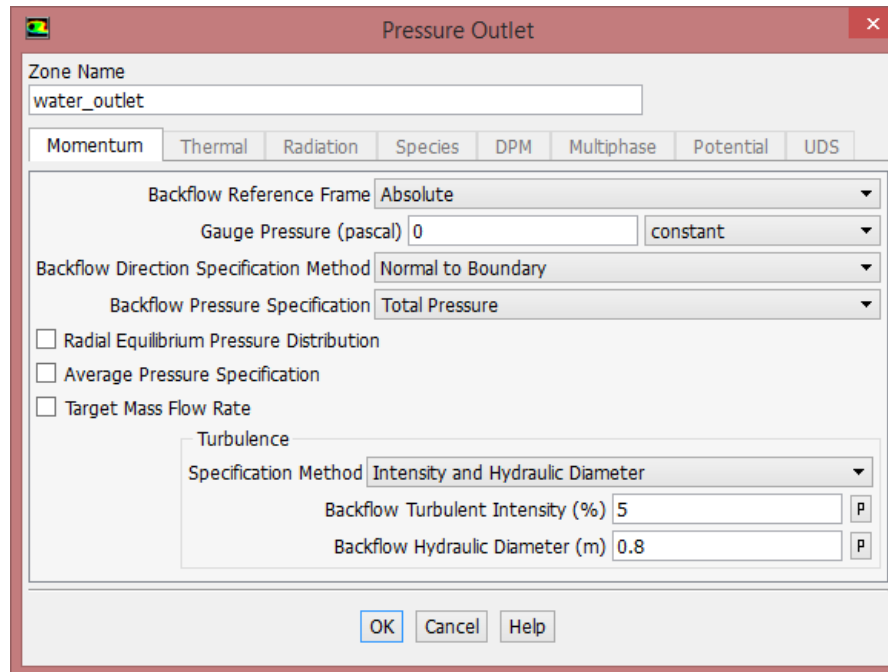 Pressure Outlet
Zone Name
water_outlet
Momentum Thermal Radiation Species DPM Multiphase Potential UDS
Backflow Reference Frame Absolute
Gauge Pressure (pascal) 0 constant
Backflow Direction Specification Method Normal to Boundary
Backflow Pressure Specification Total Pressure
Radial Equilibrium Pressure Distribution
Average Pressure Specification
Target Mass Flow Rate
Turbulence
Specification Method Intensity and Hydraulic Diameter
Backflow Turbulent Intensity (%) 5 P
Backflow Hydraulic Diameter (m) 0.8 P
OK Cancel Help